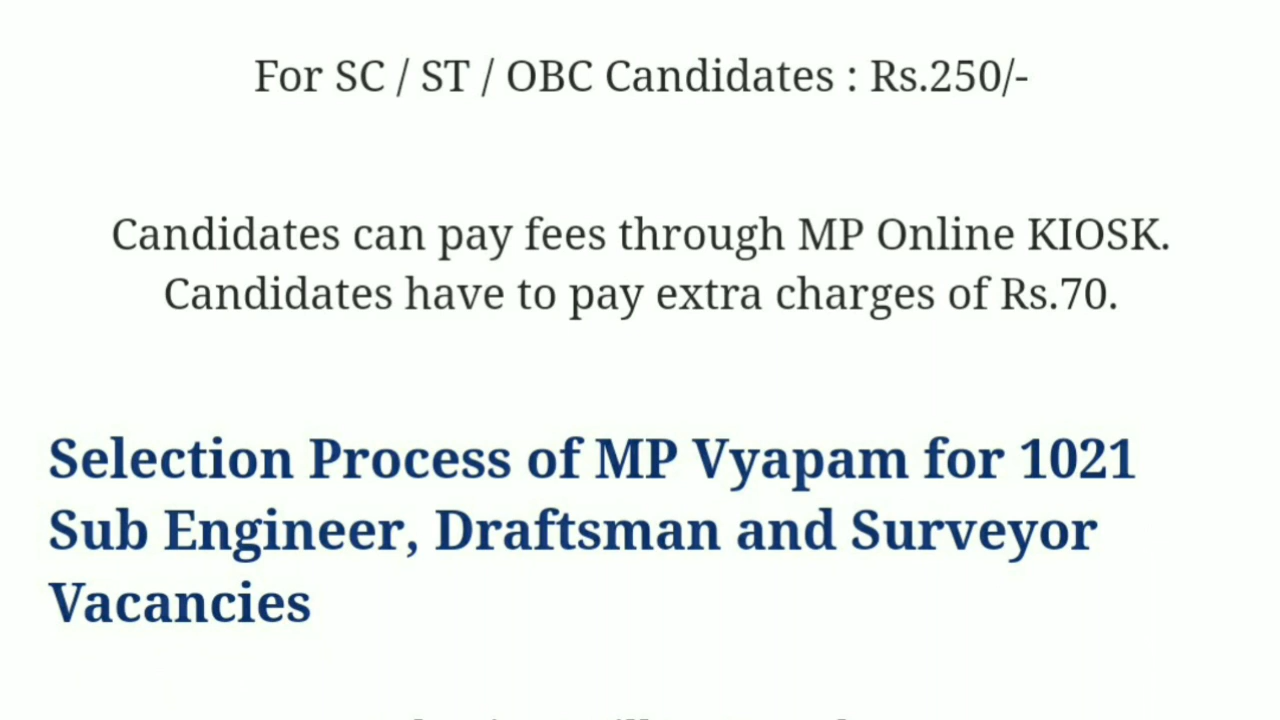 For SC / ST / OBC Candidates : Rs.250/-
Candidates can pay fees through MP Online KIOSK.
Candidates have to pay extra charges of Rs.70.
Selection Process of MP Vyapam for 1021
Sub Engineer, Draftsman and Surveyor
Vacancies